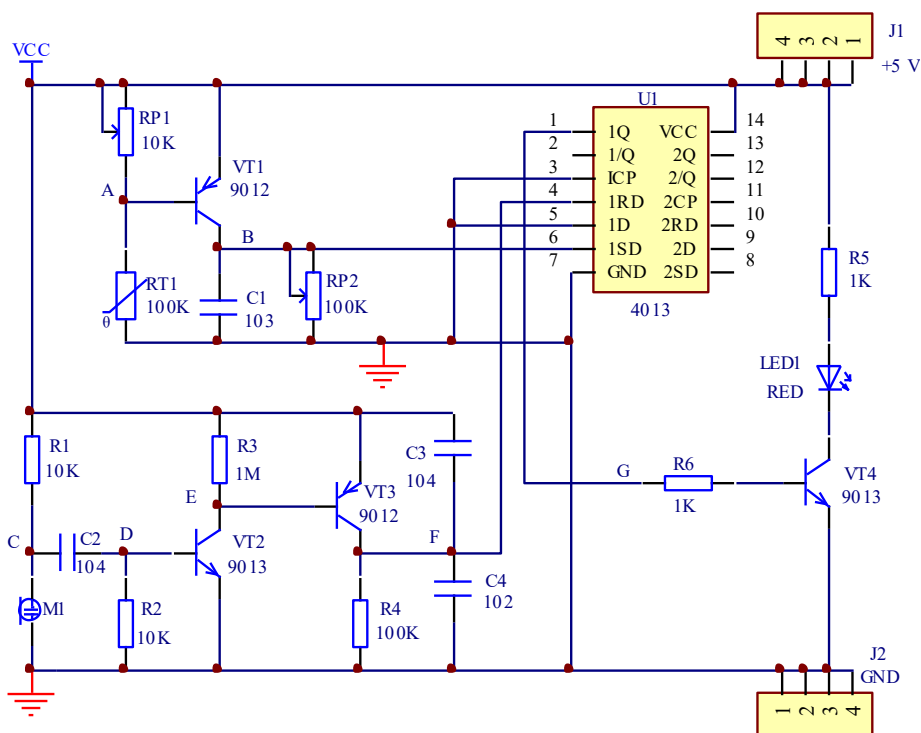 J1
4 3 2 1
+5 V
VCC
RP1
10K
A
VT1
9012
B
RT1
100K
θ
C1
103
RP2
100K
U1
1 1Q VCC 14
2 1/Q 2Q 13
3 ICP 2/Q 12
4 1RD 2CP 11
5 1D 2RD 10
6 1SD 2D 9
7 GND 2SD 8
4013
R5
1K
LED1
RED
R1
10K
R3
1M
E
VT3
9012
C3
104
G
R6
1K
VT4
9013
C
C2
104
D
VT2
9013
F
M1
R2
10K
R4
100K
C4
102
J2
GND
1 2 3 4